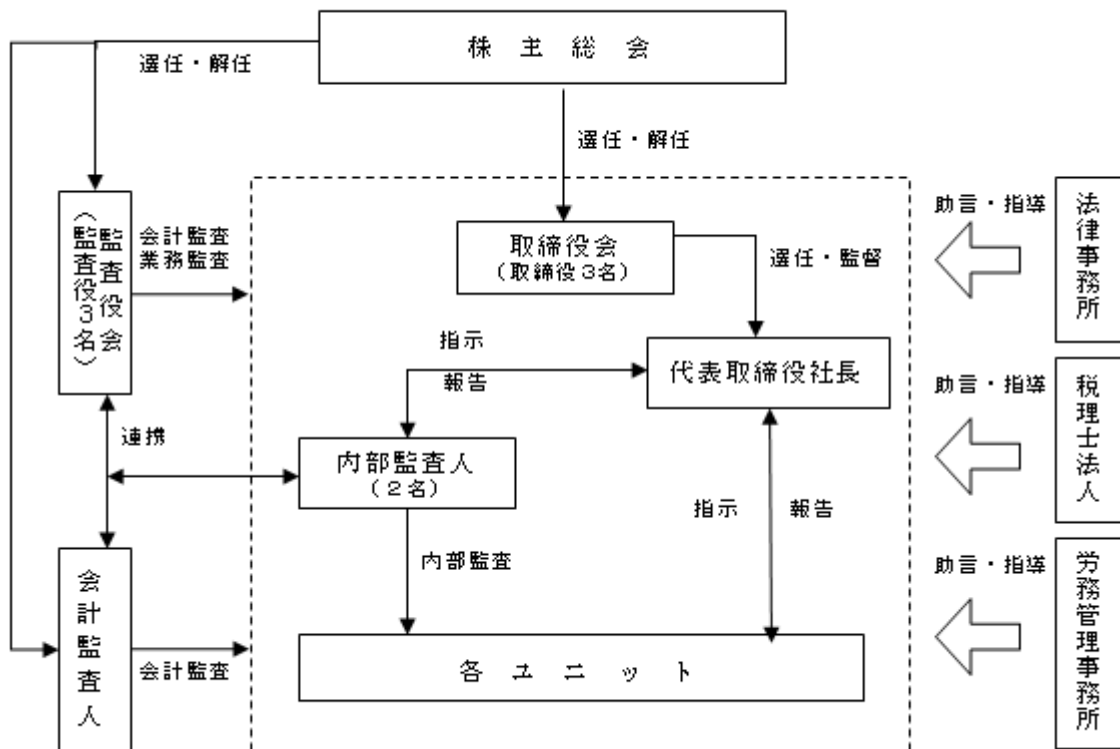 株主総会
選任・解任
選任・解任
監査役会
（監査役３名）
会計監査
業務監査
取締役会
（取締役３名）
選任・監督
助言・指導
法律事務所
指示
報告
代表取締役社長
助言・指導
税理士法人
連携
内部監査人
（２名）
指示
報告
内部監査
助言・指導
労務管理事務所
会計監査人
会計監査
各ユニット